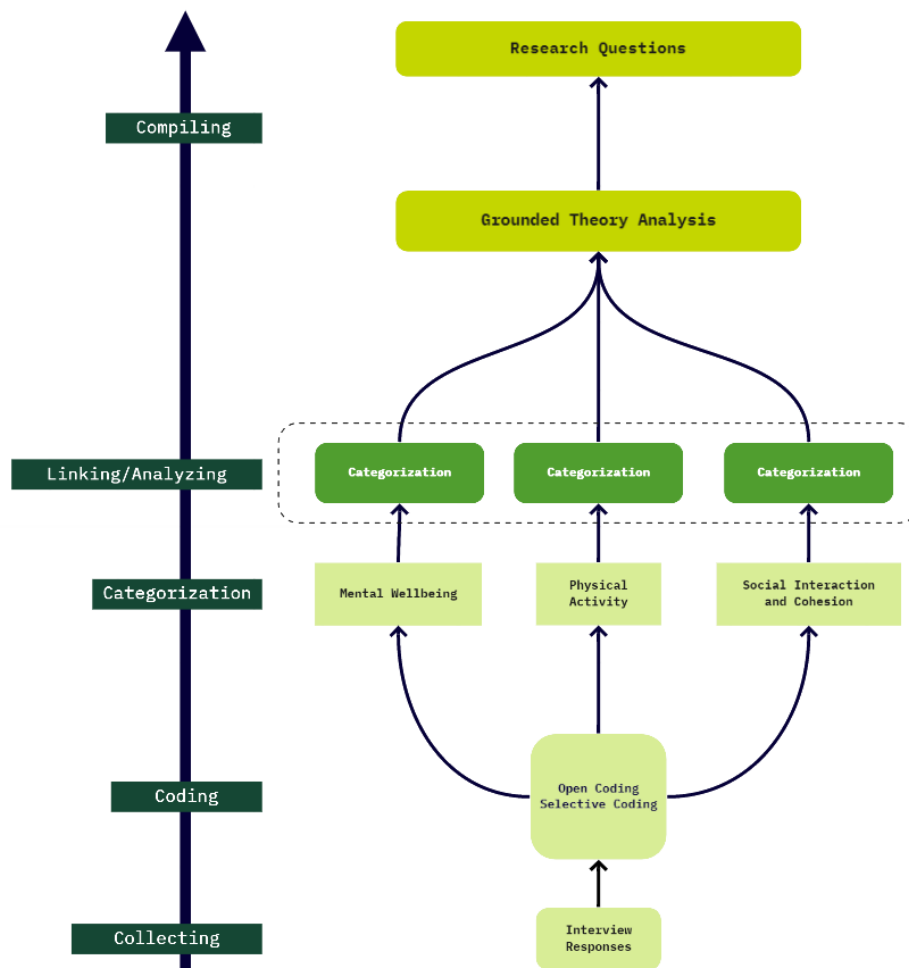 Research Questions
Compiling
Grounded Theory Analysis
Linking/Analyzing
Categorization
Categorization
Categorization
Categorization
Mental Wellbeing
Physical
Activity
Social Interaction
and Cohesion
Coding
Open Coding
Selective Coding
Collecting
Interview
Responses